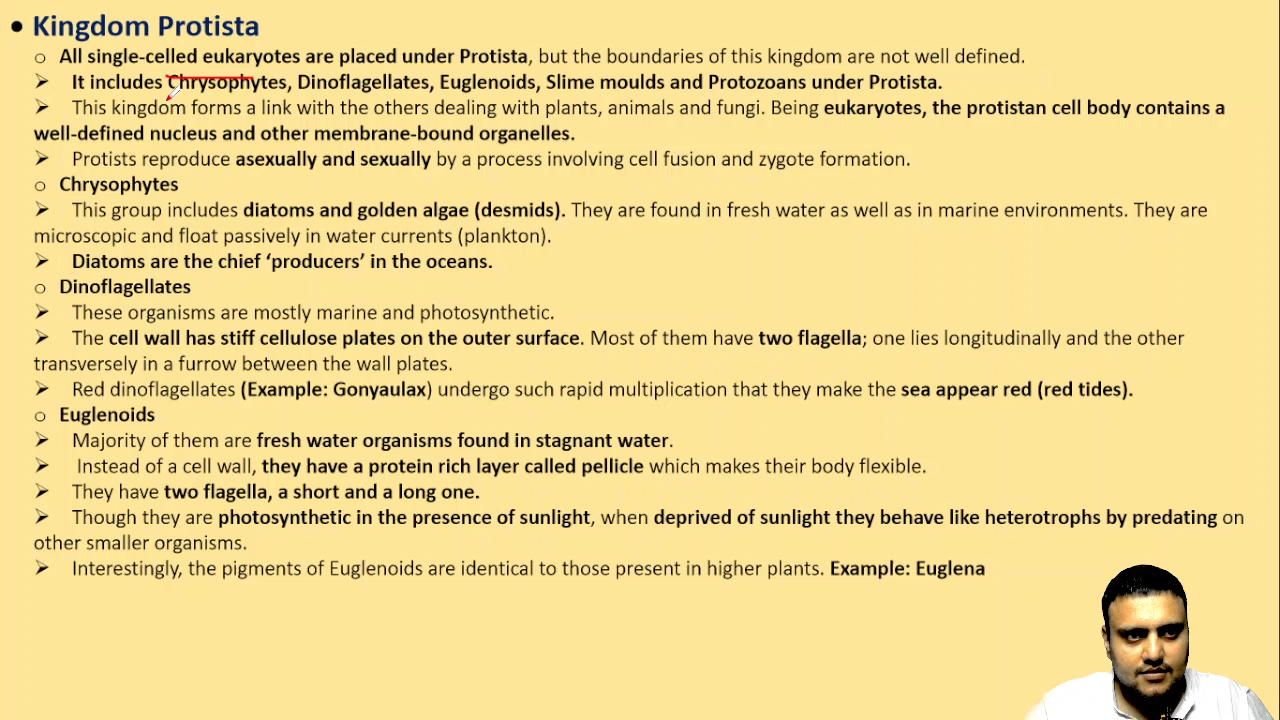 • Kingdom Protista
o All single-celled eukaryotes are placed under Protista, but the boundaries of this kingdom are not well defined.
➢ It includes Chrysophytes, Dinoflagellates, Euglenoids, Slime moulds and Protozoans under Protista.
➢ This kingdom forms a link with the others dealing with plants, animals and fungi. Being eukaryotes, the protistan cell body contains a
well-defined nucleus and other membrane-bound organelles.
➢ Protists reproduce asexually and sexually by a process involving cell fusion and zygote formation.
o Chrysophytes
➢ This group includes diatoms and golden algae (desmids). They are found in fresh water as well as in marine environments. They are
microscopic and float passively in water currents (plankton).
➢ Diatoms are the chief ‘producers’ in the oceans.
o Dinoflagellates
➢ These organisms are mostly marine and photosynthetic.
➢ The cell wall has stiff cellulose plates on the outer surface. Most of them have two flagella; one lies longitudinally and the other
transversely in a furrow between the wall plates.
➢ Red dinoflagellates (Example: Gonyaulax) undergo such rapid multiplication that they make the sea appear red (red tides).
o Euglenoids
➢ Majority of them are fresh water organisms found in stagnant water.
➢ Instead of a cell wall, they have a protein rich layer called pellicle which makes their body flexible.
➢ They have two flagella, a short and a long one.
➢ Though they are photosynthetic in the presence of sunlight, when deprived of sunlight they behave like heterotrophs by predating on
other smaller organisms.
➢ Interestingly, the pigments of Euglenoids are identical to those present in higher plants. Example: Euglena